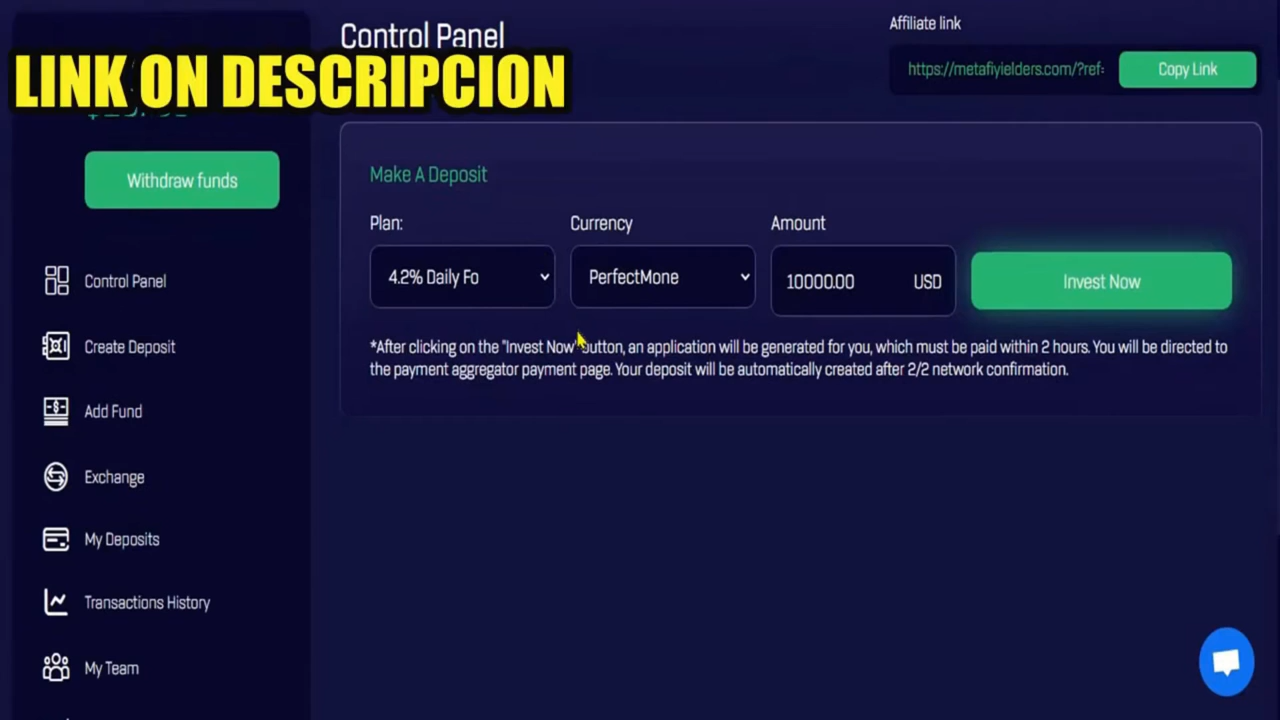 Control Panel
Affiliate link
LINK ON DESCRIPCION
https://metafiyielders.com/?ref:
Copy Link
Withdraw funds
Make A Deposit
Plan:
Currency
Amount
4.2% Daily Fo
PerfectMone
10000.00
USD
Invest Now
*After clicking on the "Invest Now" button, an application will be generated for you, which must be paid within 2 hours. You will be directed to
the payment aggregator payment page. Your deposit will be automatically created after 2/2 network confirmation.
Control Panel
Create Deposit
Add Fund
Exchange
My Deposits
Transactions History
My Team